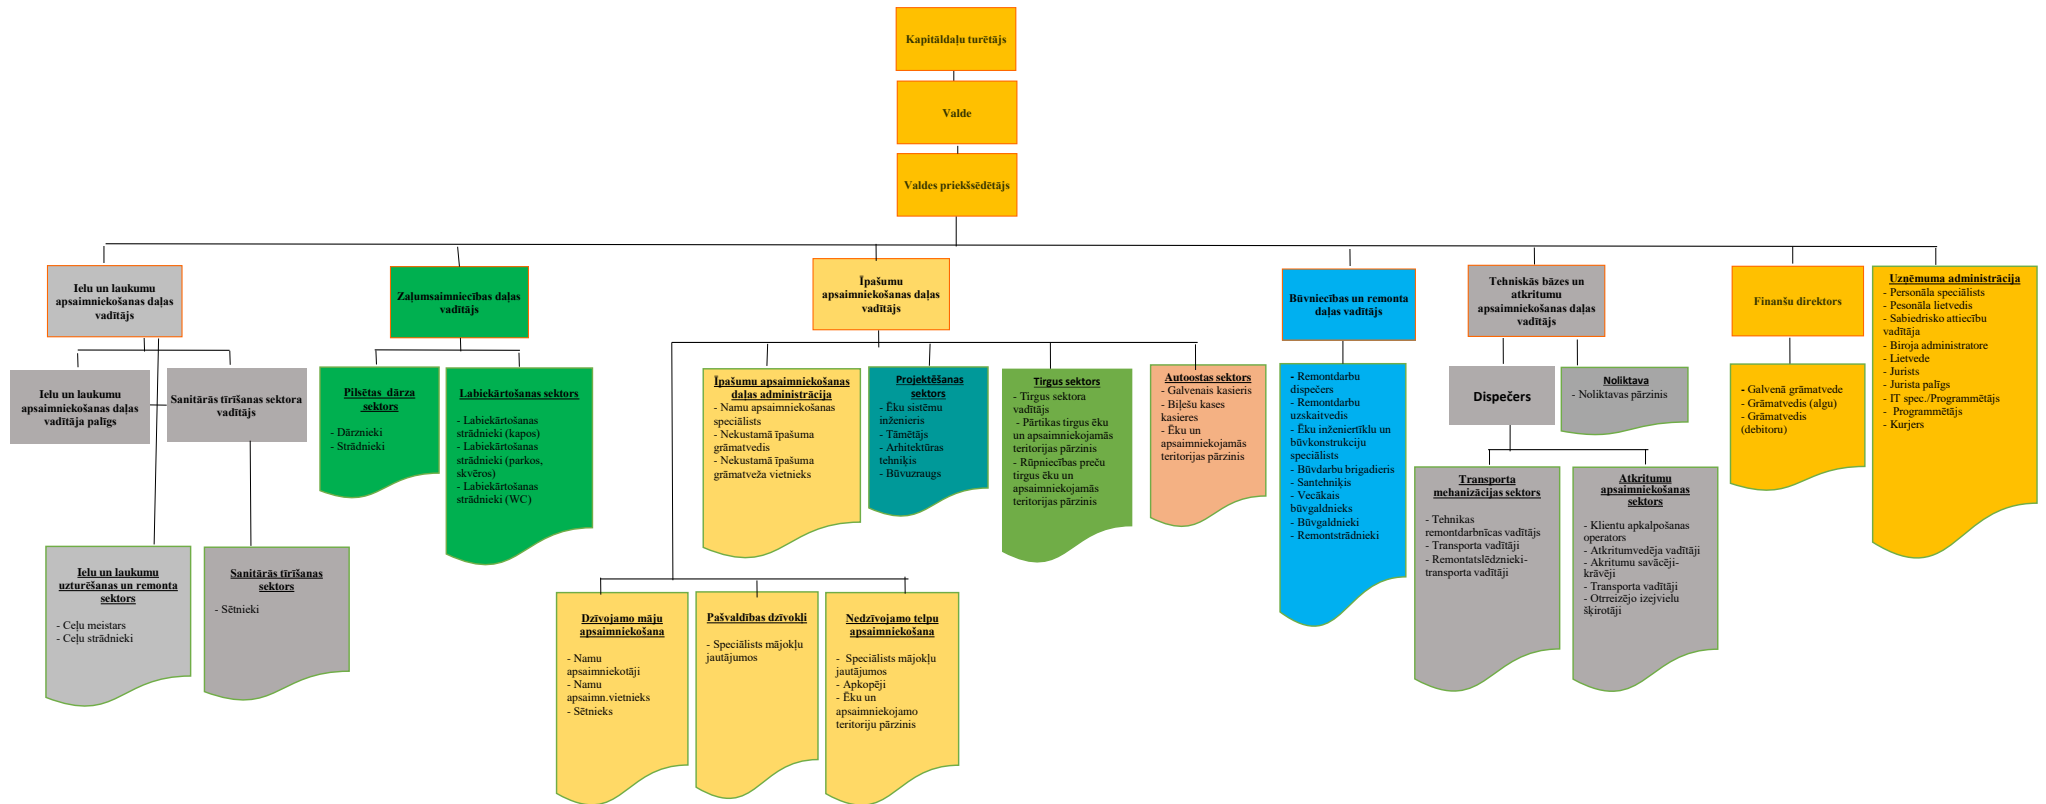 Kapitāldaļu turētājs
Valde
Valdes priekšsēdētājs
Ielu un laukumu
apsaimniekošanas daļas
vadītājs
Zaļumsaimniecības daļas
vadītājs
Īpašumu
apsaimniekošanas daļas
vadītājs
Būvniecības un remonta
daļas vadītājs
Tehniskās bāzes un
atkritumu
apsaimniekošanas daļas
vadītājs
Finanšu direktors
Uzņēmuma administrācija
- Personāla speciālists
- Pesonāla lietvedis
- Sabiedrisko attiecību
vadītāja
- Biroja administratore
- Lietvede
- Jurists
- Jurista palīgs
- IT spec./Programmētājs
- Programmētājs
- Kurjers
Ielu un laukumu
apsaimniekošanas daļas
vadītāja palīgs
Sanitārās tīrīšanas sektora
vadītājs
Pilsētas dārza
sektors
- Dārznieki
- Strādnieki
Labiekārtošanas sektors
- Labiekārtošanas
strādnieki (kapos)
- Labiekārtošanas
strādnieki (parkos,
skvēros)
- Labiekārtošanas
strādnieki (WC)
Īpašumu apsaimniekošanas
daļas administrācija
- Namu apsaimniekošanas
speciālists
- Nekustamā īpašuma
grāmatvedis
- Nekustamā īpašuma
grāmatveža vietnieks
Projektēšanas
sektors
- Ēku sistēmu
inženieris
- Tāmētājs
- Arhitektūras
tehniķis
- Būvuzraugs
Tirgus sektors
- Tirgus sektora
vadītājs
- Pārtikas tirgus ēku
un apsaimniekojamās
teritorijas pārzinis
- Rūpniecības preču
tirgus ēku un
apsaimniekojamās
teritorijas pārzinis
Autoostas sektors
- Galvenais kasieris
- Biļešu kases
kasieres
- Ēku un
apsaimniekojamās
teritorijas pārzinis
- Remontdarbu
dispečers
- Remontdarbu
uzskaitvedis
- Ēku inženiertīklu un
būvkonstrukciju
speciālists
- Būvdarbu brigadieris
- Santehniķis
- Vecākais
būvgaldnieks
- Būvgaldnieki
- Remontstrādnieki
Dispečers
Noliktava
- Noliktavas pārzinis
- Galvenā grāmatvede
- Grāmatvedis (algu)
- Grāmatvedis
(debitoru)
Transporta
mehanizācijas sektors
- Tehnikas
remontdarbnīcas vadītājs
- Transporta vadītāji
- Remontatslēdznieki-
transporta vadītāji
Atkritumu
apsaimniekošanas
sektors
- Klientu apkalpošanas
operators
- Atkritumvedēja vadītāji
- Akritumu savācēji-
krāvēji
- Transporta vadītāji
- Otrreizējo izejvielu
šķirotāji
Ielu un laukumu
uzturēšanas un remonta
sektors
- Ceļu meistars
- Ceļu strādnieki
Sanitārās tīrīšanas
sektors
- Sētnieki
Dzīvojamo māju
apsaimniekošana
- Namu
apsaimniekotāji
- Namu
apsaimn.vietnieks
- Sētnieks
Pašvaldības dzīvokļi
- Speciālists mājokļu
jautājumos
Nedzīvojamo telpu
apsaimniekošana
- Speciālists mājokļu
jautājumos
- Apkopēji
- Ēku un
apsaimniekojamo
teritoriju pārzinis